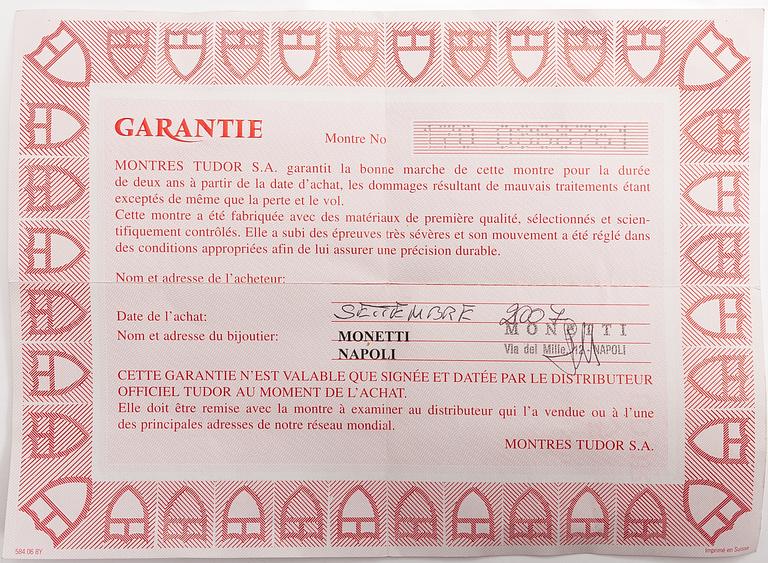 GARANTIE
Montre No
MONTRES TUDOR S.A. garantit la bonne marche de cette montre pour la durée
de deux ans à partir de la date d'achat, les dommages résultant de mauvais traitements étant
exceptés de même que la perte et le vol.
Cette montre a été fabriquée avec des matériaux de première qualité, sélectionnés et scien-
tifiquement contrôlés. Elle a subi des épreuves très sévères et son mouvement a été réglé dans
des conditions appropriées afin de lui assurer une précision durable.
Nom et adresse de l'acheteur:
Date de l'achat: SETTEMBRE 2007
Nom et adresse du bijoutier: MONETTI MONETTI
NAPOLI Via dei Mille, 12 - NAPOLI
CETTE GARANTIE N'EST VALABLE QUE SIGNÉE ET DATÉE PAR LE DISTRIBUTEUR
OFFICIEL TUDOR AU MOMENT DE L'ACHAT.
Elle doit être remise avec la montre à examiner au distributeur qui l'a vendue ou à l'une
des principales adresses de notre réseau mondial.
MONTRES TUDOR S.A.
584.06 8Y
Imprimé en Suisse